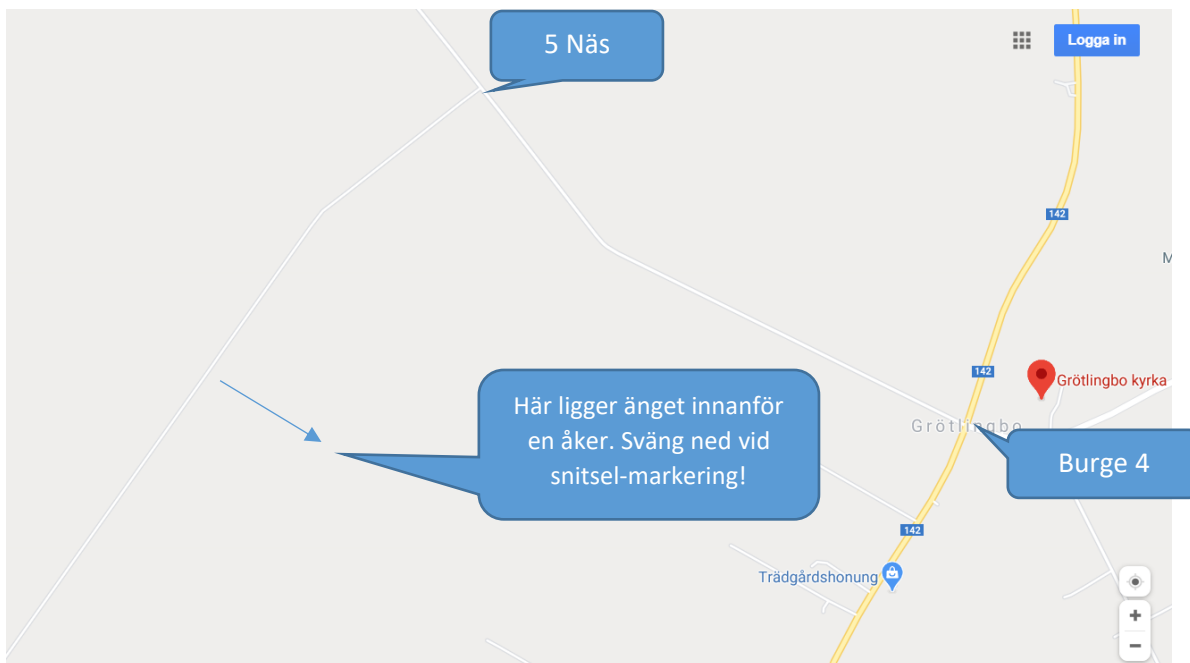 5 Näs
Logga in
142
M
142
Grötlingbo kyrka
Grötlingbo
Här ligger änget innanför
en åker. Sväng ned vid
snitsel-markering!
Burge 4
142
Trädgårdshonung